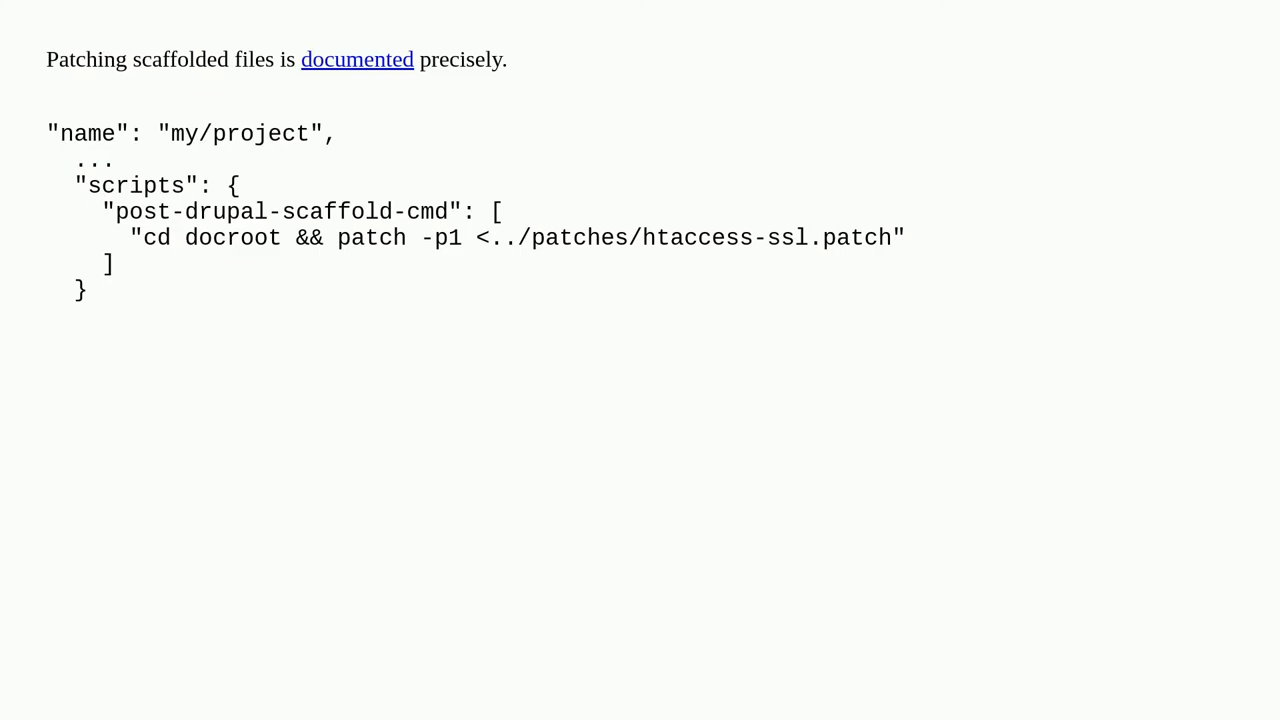 Patching scaffolded files is documented precisely.
"name": "my/project",
  ...
  "scripts": {
    "post-drupal-scaffold-cmd": [
      "cd docroot && patch -p1 <../patches/htaccess-ssl.patch"
    ]
  }